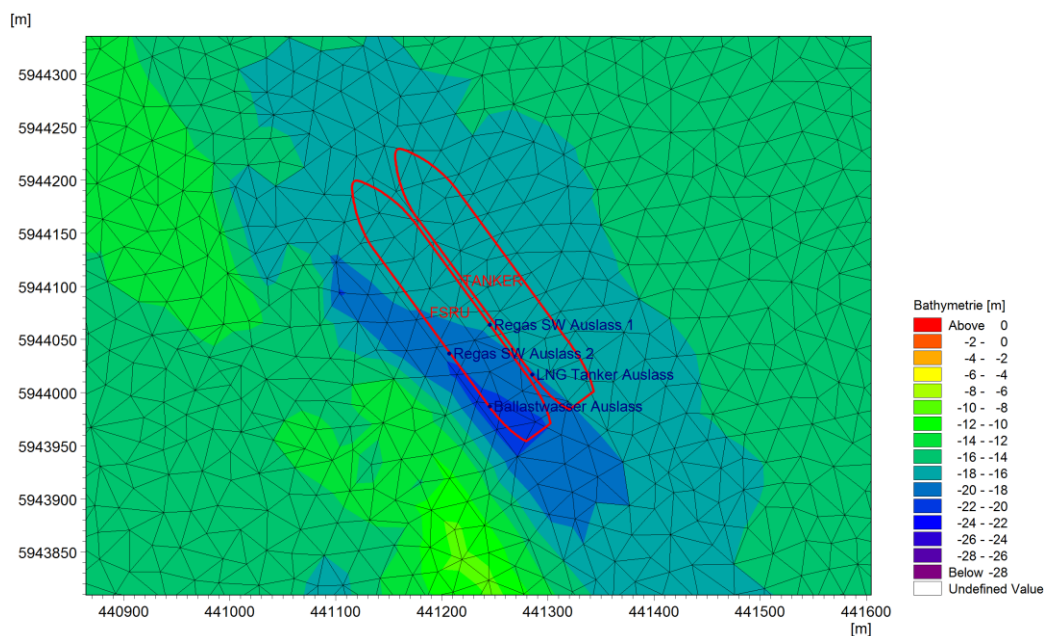 [m]
5944300
5944250
5944200
5944150
5944100
5944050
5944000
5943950
5943900
5943850
TANKER
FSRU
Regas SW Auslass 1
Regas SW Auslass 2
LNG Tanker Auslass
Ballastwasser Auslass
440900 441000 441100 441200 441300 441400 441500 441600
[m]
Bathymetrie [m]
Above 0
-2 - 0
-4 - -2
-6 - -4
-8 - -6
-10 - -8
-12 - -10
-14 - -12
-16 - -14
-18 - -16
-20 - -18
-22 - -20
-24 - -22
-26 - -24
-28 - -26
Below -28
Undefined Value